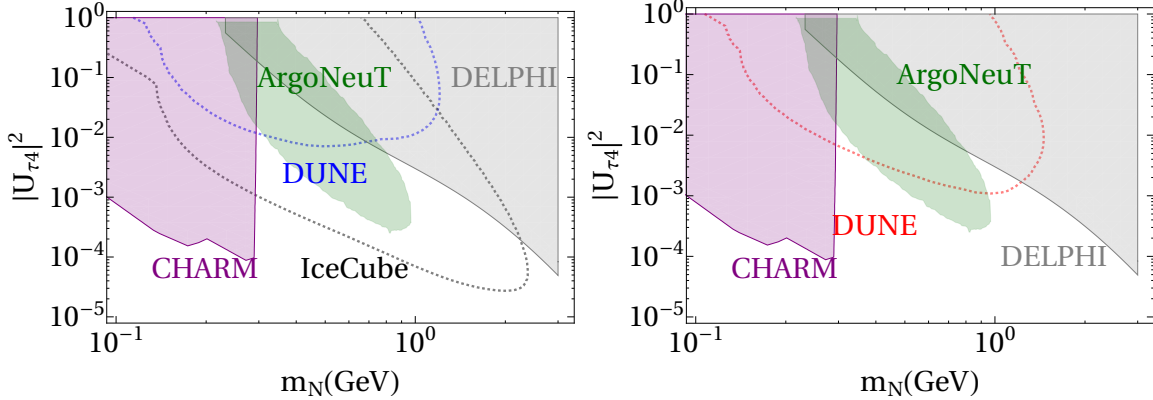 10^0
10^-1
10^-2
10^-3
10^-4
10^-5
|U_τ4|^2
ArgoNeuT
DELPHI
DUNE
CHARM
IceCube
10^-1
10^0
m_N(GeV)
10^0
10^-1
10^-2
10^-3
10^-4
10^-5
|U_τ4|^2
ArgoNeuT
DUNE
CHARM
DELPHI
10^-1
10^0
m_N(GeV)